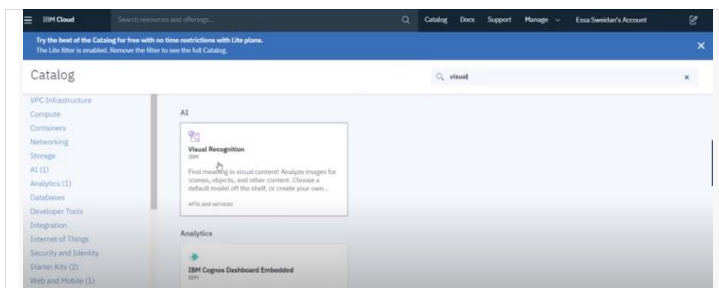 IBM Cloud
Search resources and offerings...
Catalog
Docs
Support
Manage
Essa Sweidan's Account
Try the best of the Catalog for free with no time restrictions with Lite plans.
The Lite filter is enabled. Remove the filter to see the full Catalog.
Catalog
visual
VPC Infrastructure
Compute
Containers
Networking
Storage
AI (1)
Analytics (1)
Databases
Developer Tools
Integration
Internet of Things
Security and Identity
Starter Kits (2)
Web and Mobile (1)
AI
Visual Recognition
IBM
Find meaning in visual content! Analyze images for
scenes, objects, and other content. Choose a
default model off the shelf, or create your own...
APIs and services
Analytics
IBM Cognos Dashboard Embedded
IBM